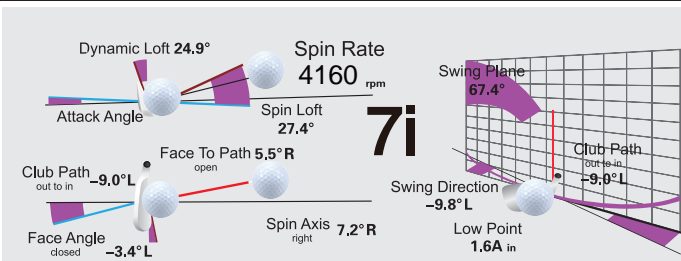 Dynamic Loft 24.9°
Spin Rate
4160 rpm
Attack Angle
Spin Loft
27.4°
7i
Swing Plane
67.4°
Club Path
out to in
-9.0°L
Face To Path 5.5°R
open
Face Angle
closed
-3.4°L
Spin Axis 7.2°R
right
Club Path
out to in
-9.0°L
Swing Direction
-9.8°L
Low Point
1.6A in